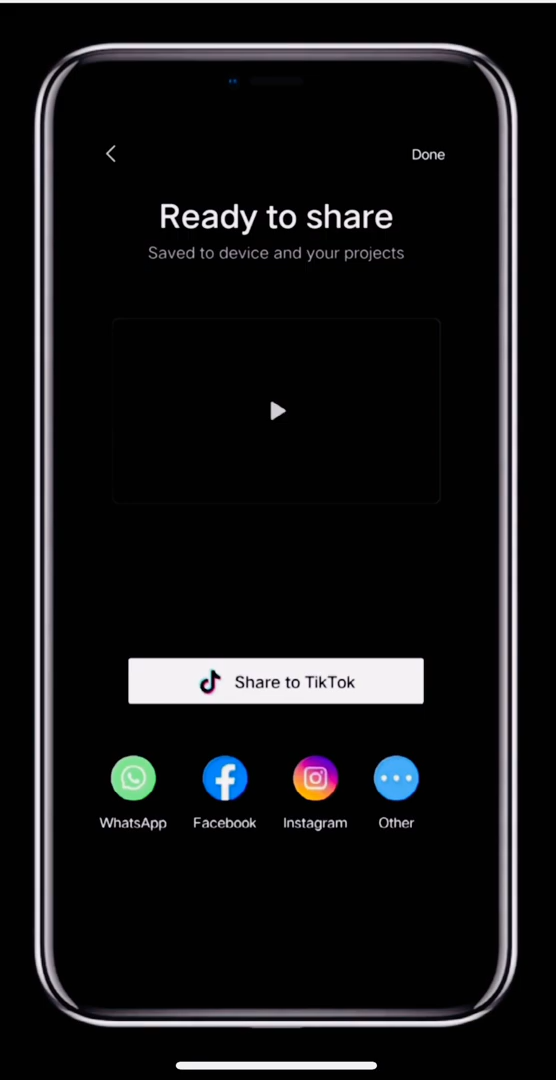 Done
Ready to share
Saved to device and your projects
Share to TikTok
WhatsApp Facebook Instagram Other